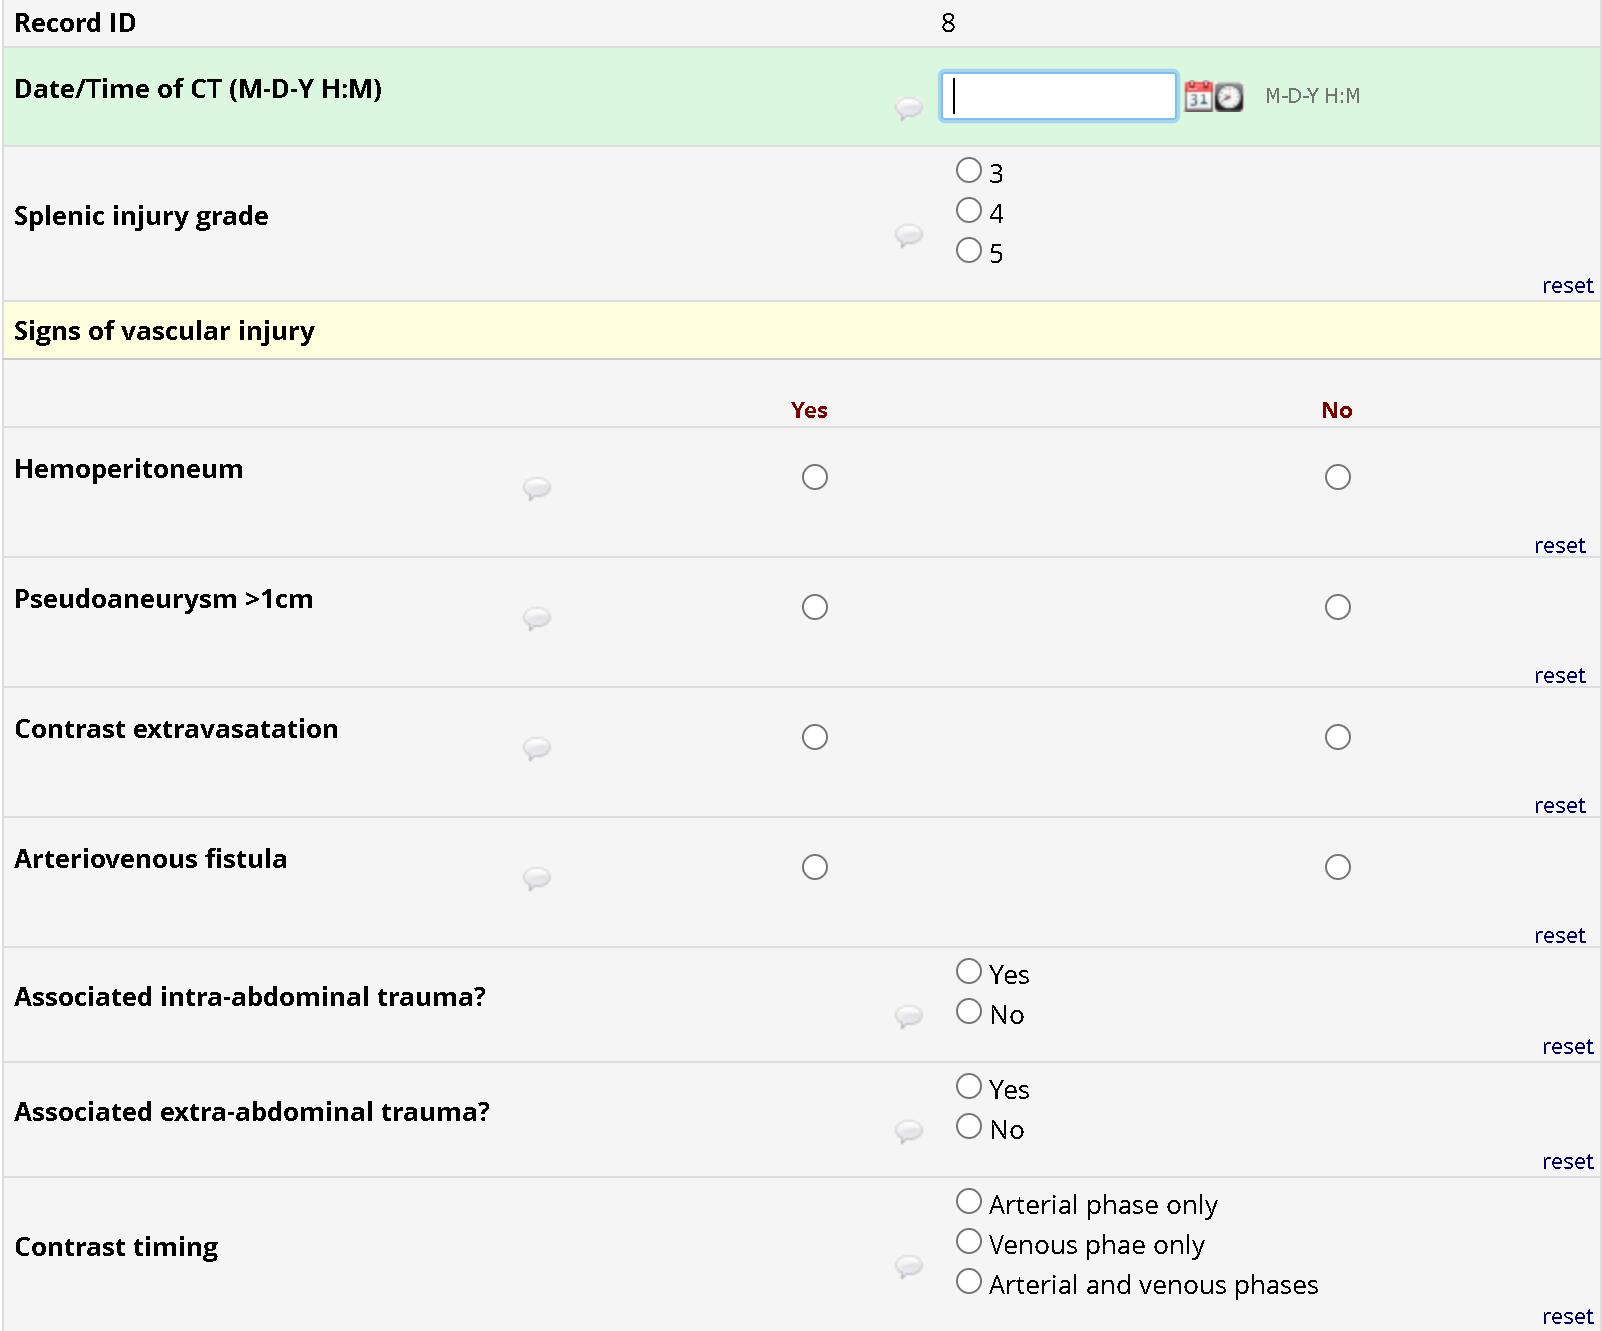 Record ID 8
Date/Time of CT (M-D-Y H:M) 31 M-D-Y H:M
Splenic injury grade
3
4
5
reset
Signs of vascular injury
Yes No
Hemoperitoneum
reset
Pseudoaneurysm >1cm
reset
Contrast extravasatation
reset
Arteriovenous fistula
reset
Associated intra-abdominal trauma?
Yes
No
reset
Associated extra-abdominal trauma?
Yes
No
reset
Contrast timing
Arterial phase only
Venous phae only
Arterial and venous phases
reset